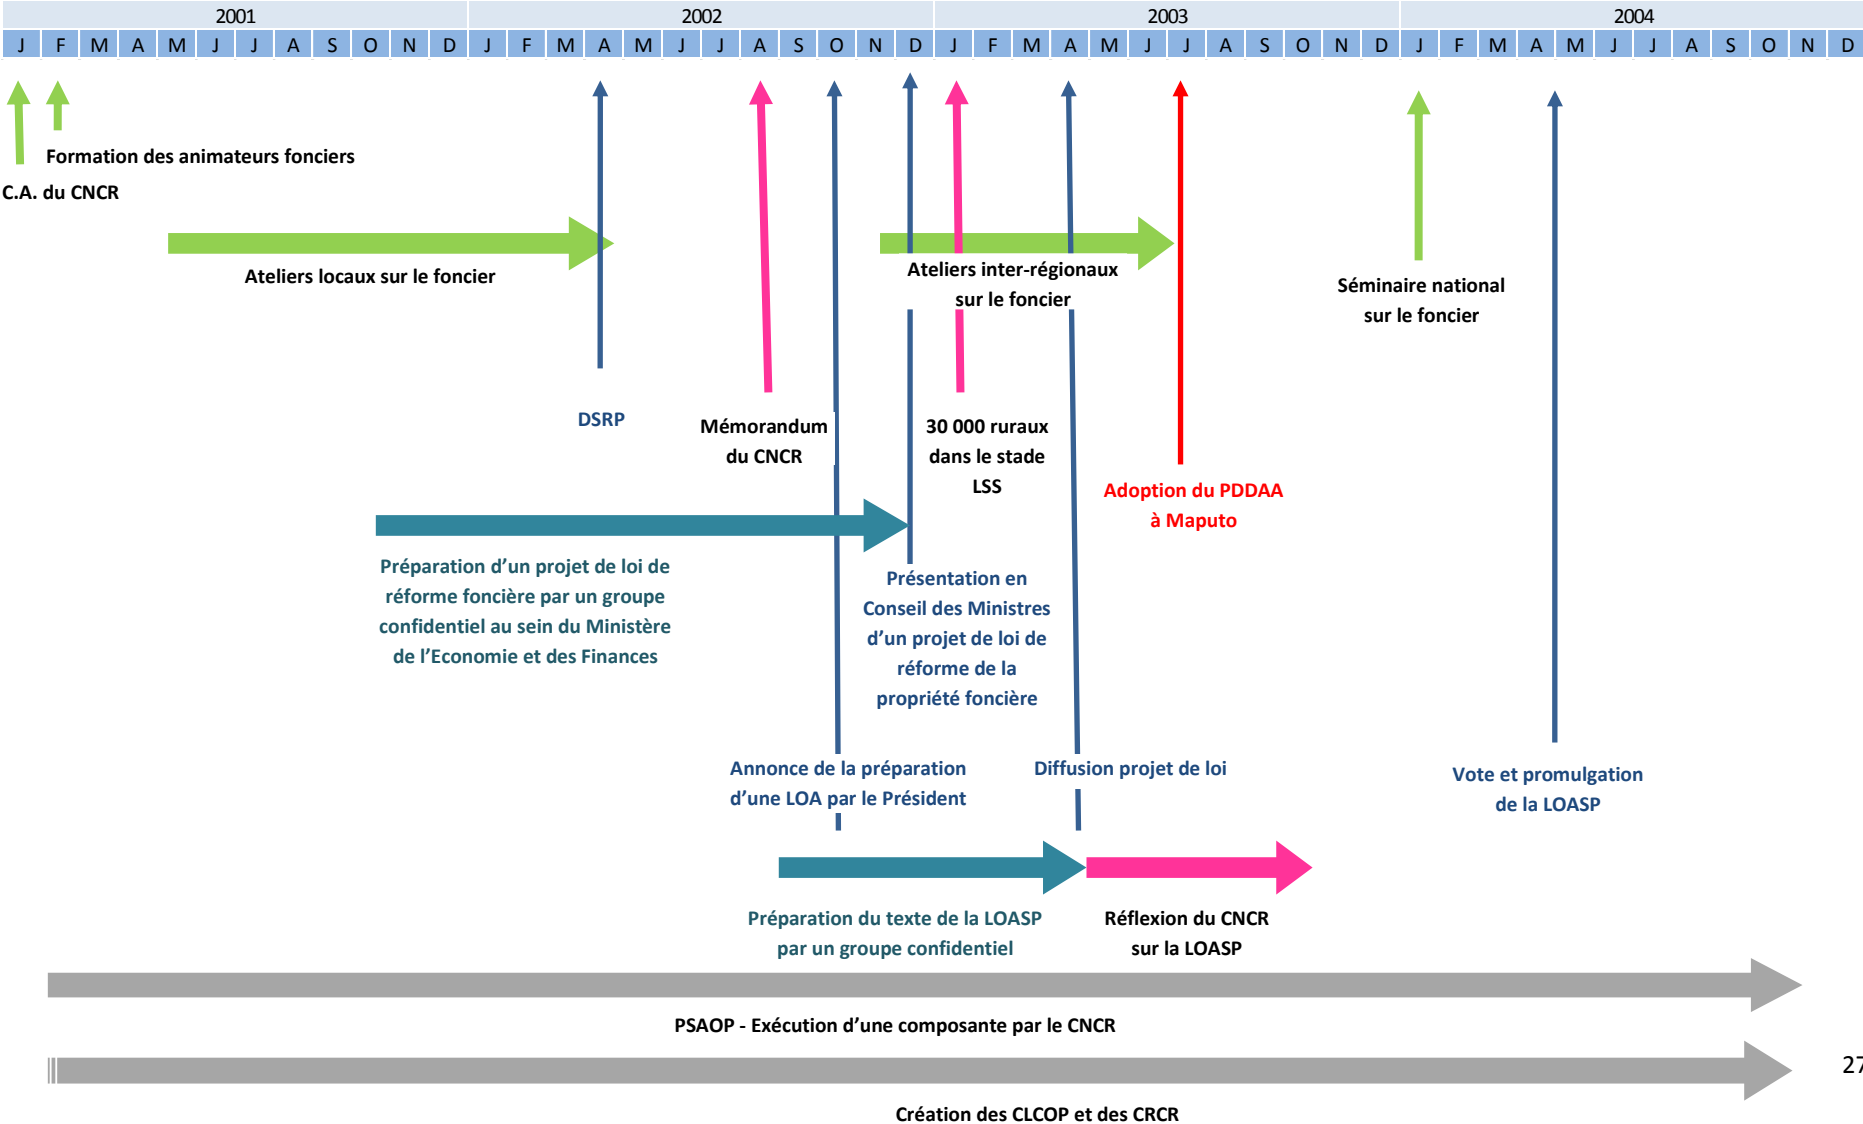 2001 2002 2003 2004
J F M A M J J A S O N D J F M A M J J A S O N D J F M A M J J A S O N D J F M A M J J A S O N D
Formation des animateurs fonciers
C.A. du CNCR
Ateliers locaux sur le foncier
Ateliers inter-régionaux
sur le foncier
Séminaire national
sur le foncier
DSRP
Mémorandum
du CNCR
30 000 ruraux
dans le stade
LSS
Adoption du PDDAA
à Maputo
Préparation d’un projet de loi de
réforme foncière par un groupe
confidentiel au sein du Ministère
de l’Economie et des Finances
Présentation en
Conseil des Ministres
d’un projet de loi de
réforme de la
propriété foncière
Annonce de la préparation
d’une LOA par le Président
Diffusion projet de loi
Vote et promulgation
de la LOASP
Préparation du texte de la LOASP
par un groupe confidentiel
Réflexion du CNCR
sur la LOASP
PSAOP - Exécution d’une composante par le CNCR
27
Création des CLCOP et des CRCR